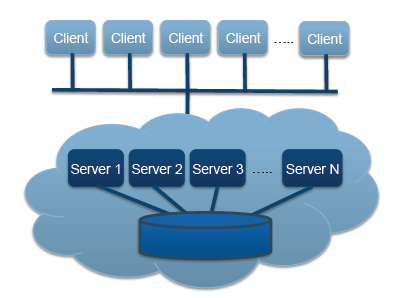 Client Client Client Client ..... Client
Server 1 Server 2 Server 3 ..... Server N